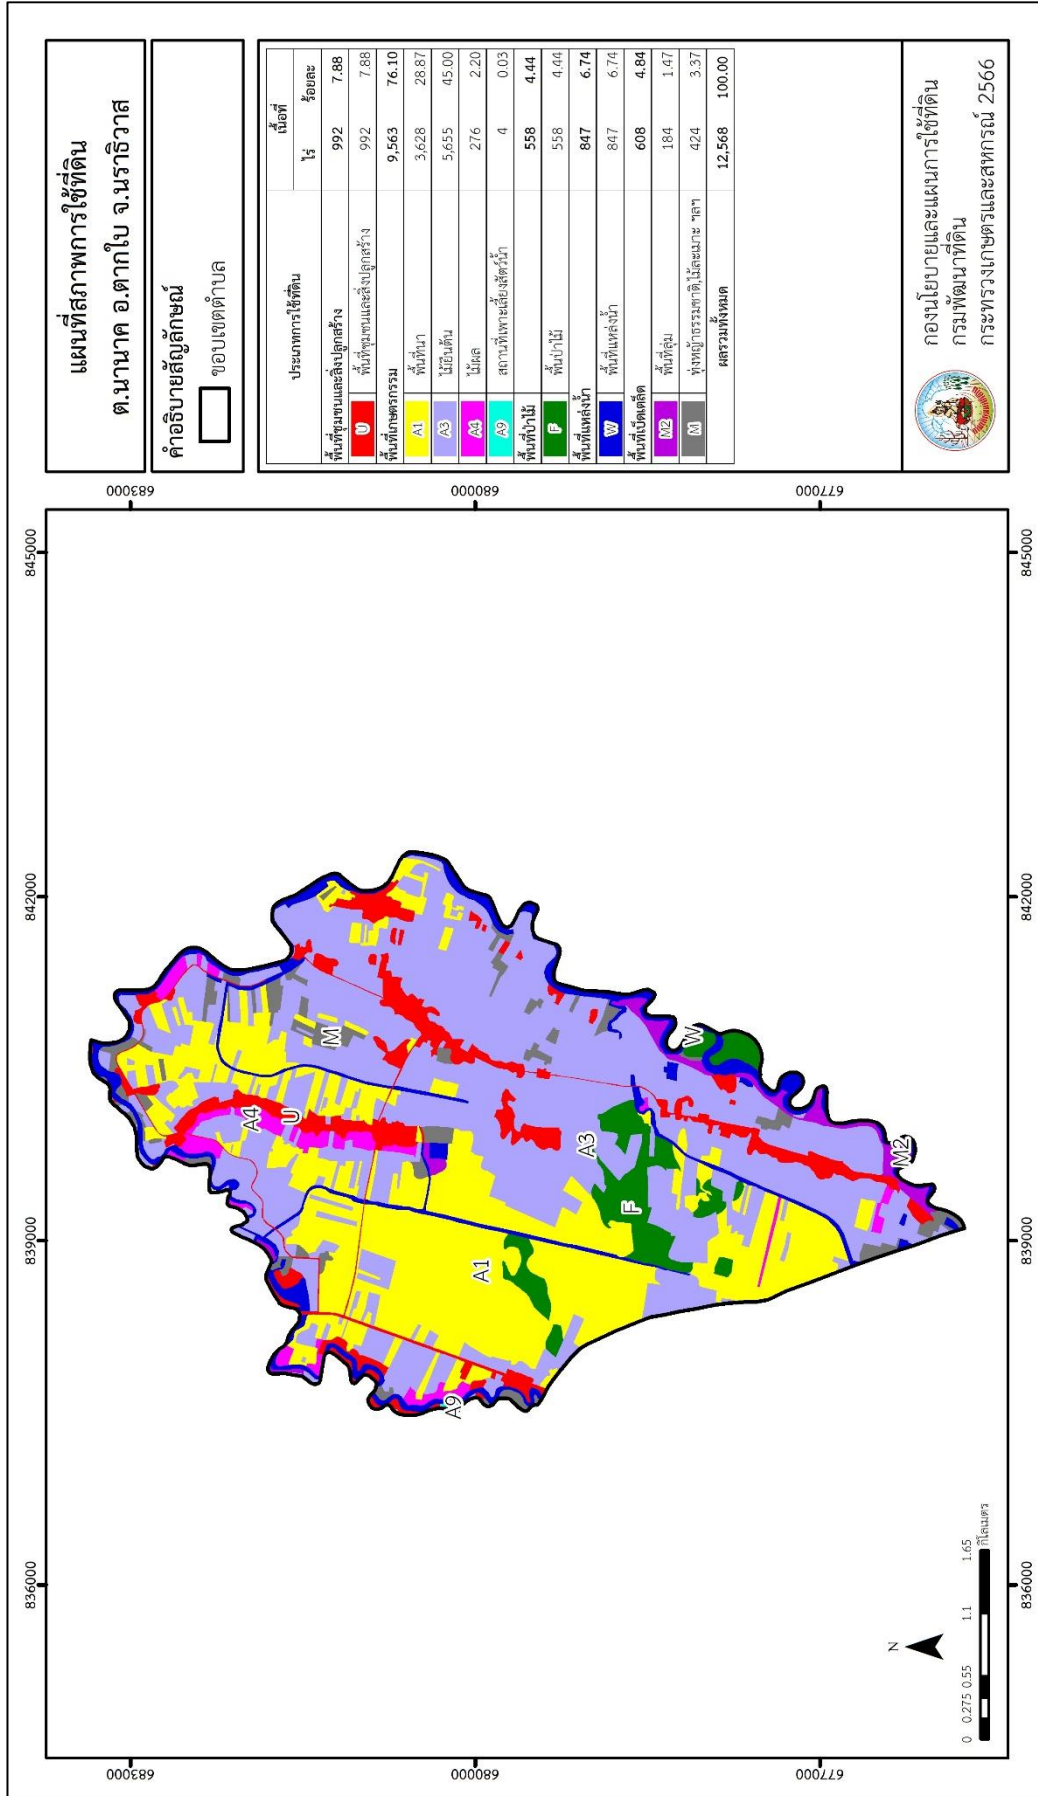 แผนที่สภาพการใช้ที่ดิน
ต.นานาค อ.ตากใบ จ.นราธิวาส
คำอธิบายสัญลักษณ์
ขอบเขตตำบล
ประเภทการใช้ที่ดิน เนื้อที่
ไร่ ร้อยละ
พื้นที่ชุมชนและสิ่งปลูกสร้าง 992 7.88
U พื้นที่ชุมชนและสิ่งปลูกสร้าง 992 7.88
พื้นที่เกษตรกรรม 9,563 76.10
A1 พื้นที่นา 3,628 28.87
A3 ไม้ยืนต้น 5,655 45.00
A4 ไม้ผล 276 2.20
A9 สถานที่เพาะเลี้ยงสัตว์น้ำ 4 0.03
พื้นที่ป่าไม้ 558 4.44
F พื้นป่าไม้ 558 4.44
พื้นที่แหล่งน้ำ 847 6.74
W พื้นที่แหล่งน้ำ 847 6.74
พื้นที่เบ็ดเตล็ด 608 4.84
M2 พื้นที่ลุ่ม 184 1.47
M ทุ่งหญ้าธรรมชาติ,ไม้ละเมาะ ฯลฯ 424 3.37
ผลรวมทั้งหมด 12,568 100.00
กองนโยบายและแผนการใช้ที่ดิน
กรมพัฒนาที่ดิน
กระทรวงเกษตรและสหกรณ์ 2566
836000 839000 842000 845000
683000 683000
A4
U
M
A9
A1
680000 680000
A3
F
W
677000 677000
M2
N
0 0.275 0.55 1.1 1.65
กิโลเมตร
836000 839000 842000 845000